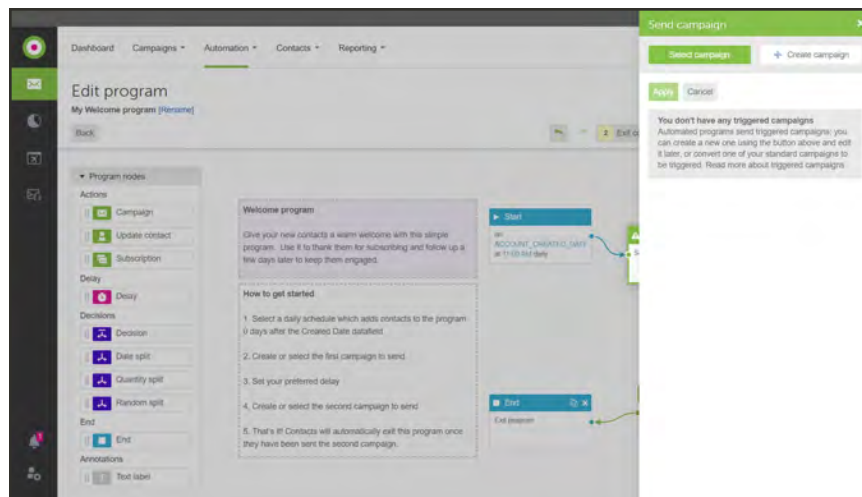 Send campaign
Select campaign
+ Create campaign
Apply
Cancel
You don't have any triggered campaigns
Automated programs send triggered campaigns; you
can create a new one using the button above and edit
it later, or convert one of your standard campaigns to
be triggered. Read more about triggered campaigns
Dashboard Campaigns Automation Contacts Reporting
Edit program
My Welcome program [Rename]
Back
2 Exit
Program nodes
Actions
Campaign
Update contact
Subscription
Delay
Delay
Decisions
Decision
Date split
Quantity split
Random split
End
End
Annotations
T Text label
Welcome program
Give your new contacts a warm welcome with this simple
program. Use it to thank them for subscribing and follow up a
few days later to keep them engaged.
How to get started
1. Select a daily schedule which adds contacts to the program
0 days after the Created Date datafield
2. Create or select the first campaign to send
3. Set your preferred delay
4. Create or select the second campaign to send
5. That's it! Contacts will automatically exit this program once
they have been sent the second campaign.
Start
on
ACCOUNT_CREATED_DATE
at daily
End
End program